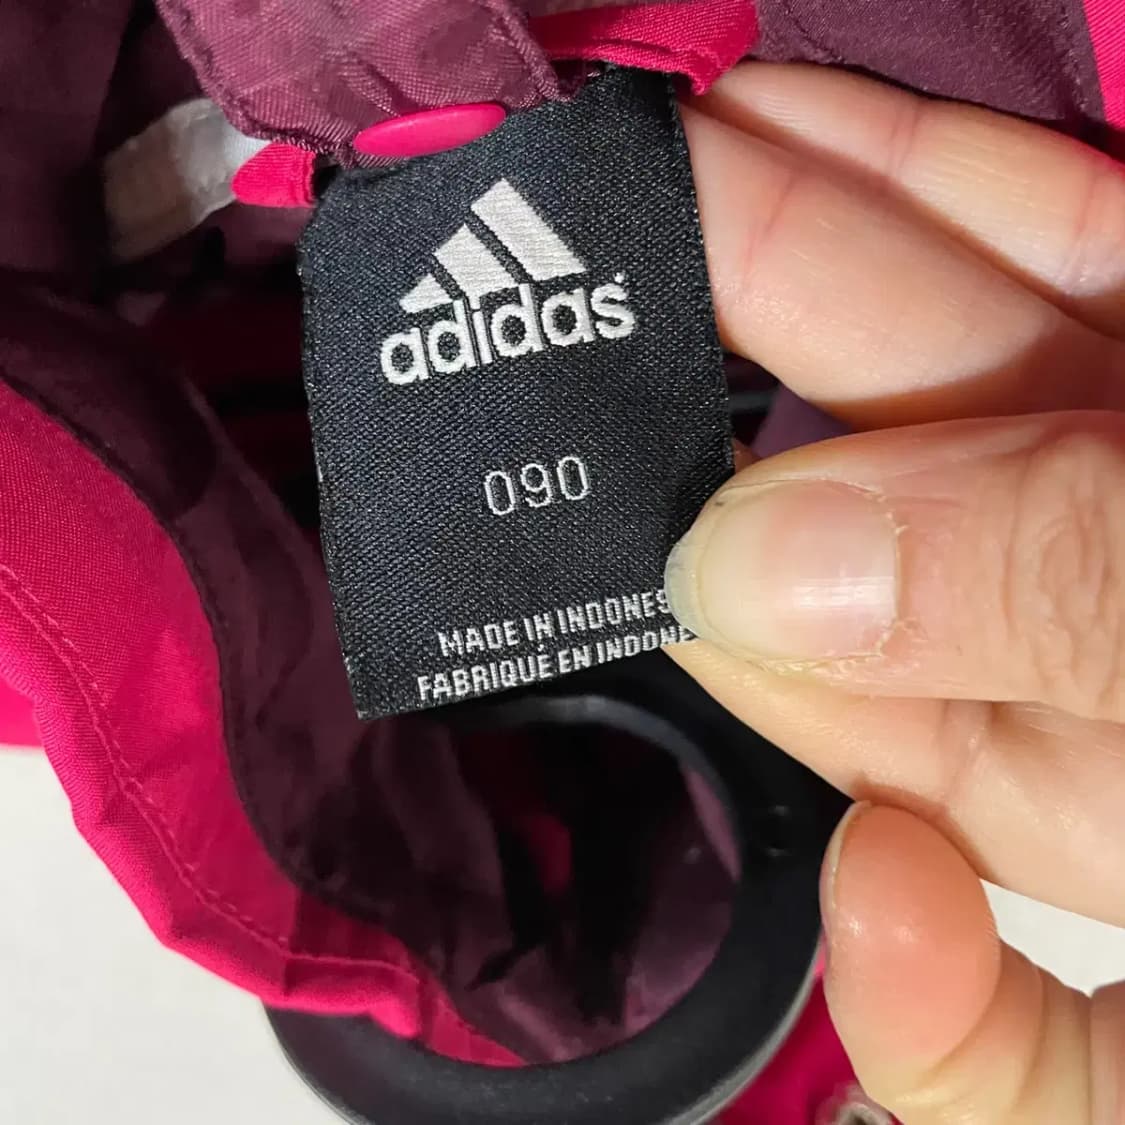 adidas
090
MADE IN INDONES
FABRIQUÉ EN INDONE